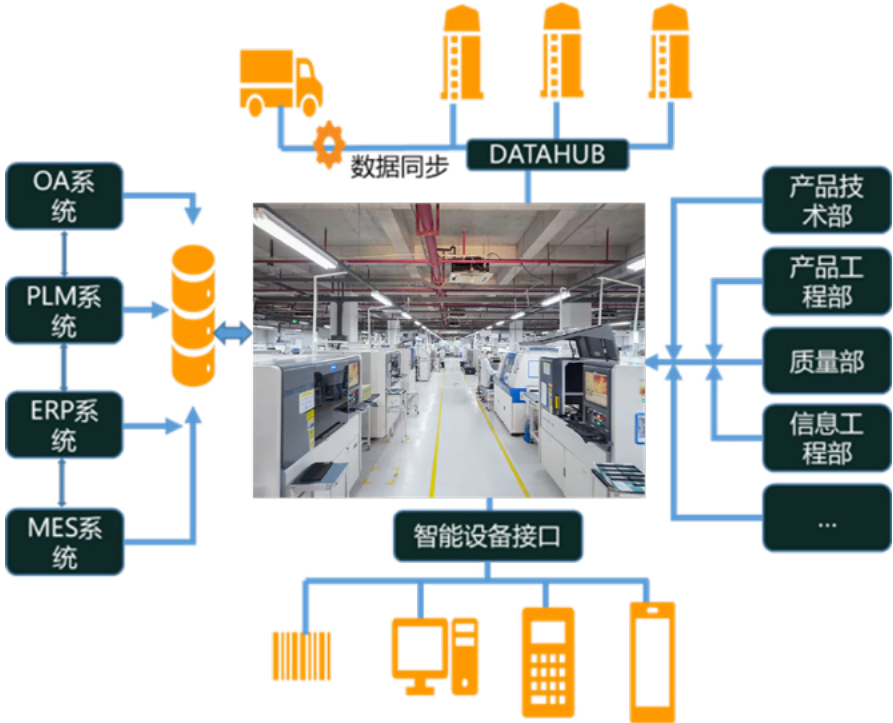 数据同步
DATAHUB
OA系
统
PLM系
统
ERP系
统
MES系
统
产品技
术部
产品工
程部
质量部
信息工
程部
...
智能设备接口